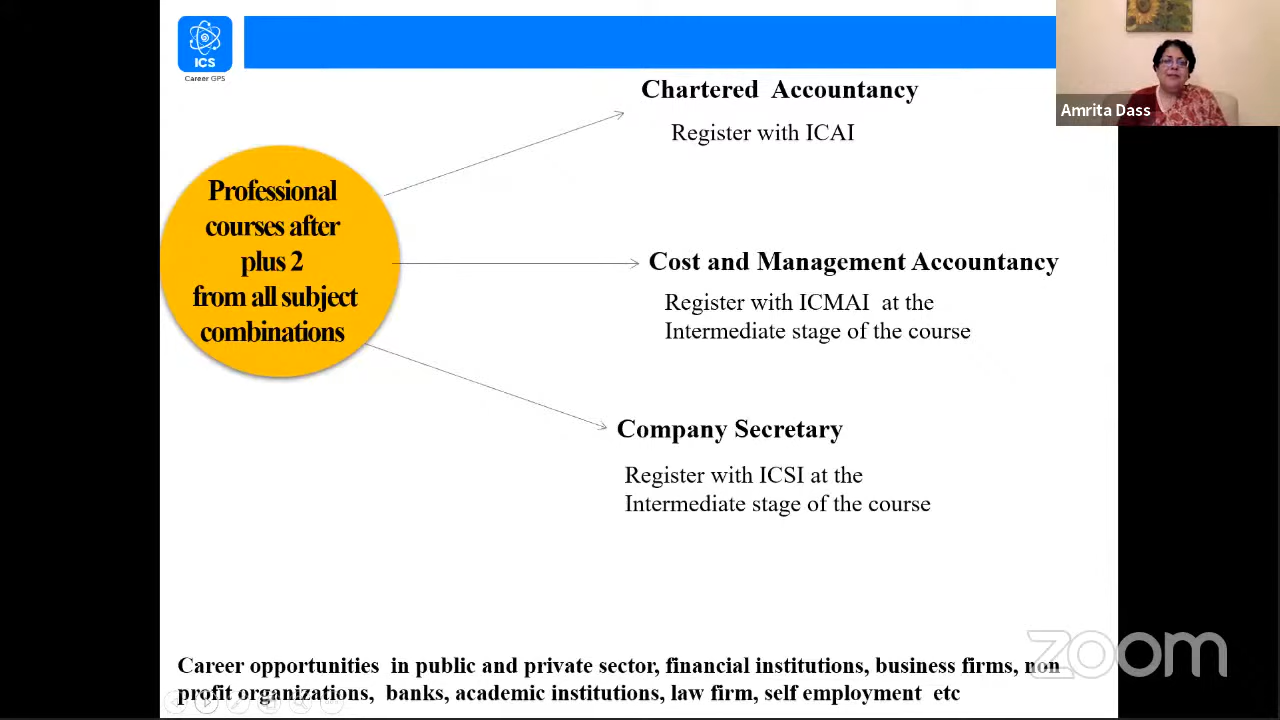 ICS
Career GPS
Amrita Dass
Professional
courses after
plus 2
from all subject
combinations
Chartered Accountancy
Register with ICAI
Cost and Management Accountancy
Register with ICMAI at the
Intermediate stage of the course
Company Secretary
Register with ICSI at the
Intermediate stage of the course
Career opportunities in public and private sector, financial institutions, business firms, non
profit organizations, banks, academic institutions, law firm, self employment etc
zoom